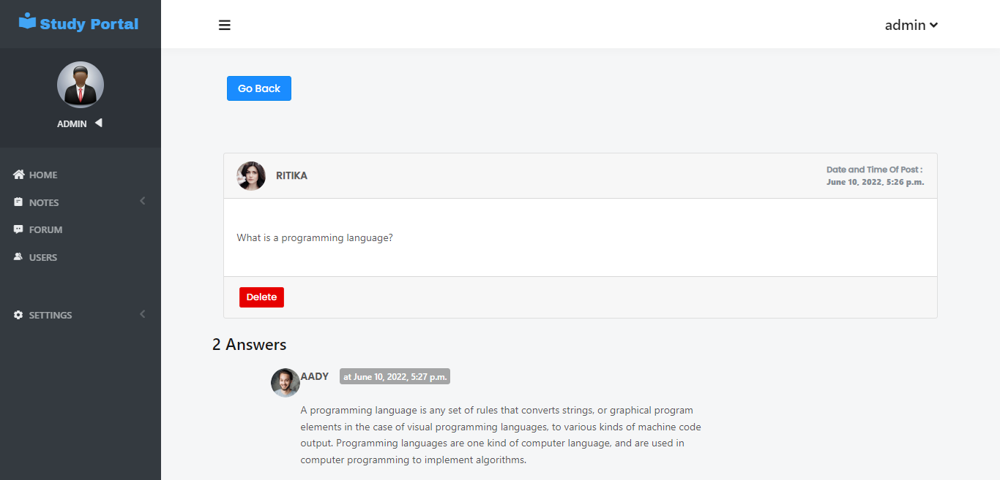 Study Portal
admin
ADMIN
HOME
NOTES
FORUM
USERS
SETTINGS
Go Back
RITIKA
Date and Time Of Post :
June 10, 2022, 5:26 p.m.
What is a programming language?
Delete
2 Answers
AADY at June 10, 2022, 5:27 p.m.
A programming language is any set of rules that converts strings, or graphical program
elements in the case of visual programming languages, to various kinds of machine code
output. Programming languages are one kind of computer language, and are used in
computer programming to implement algorithms.